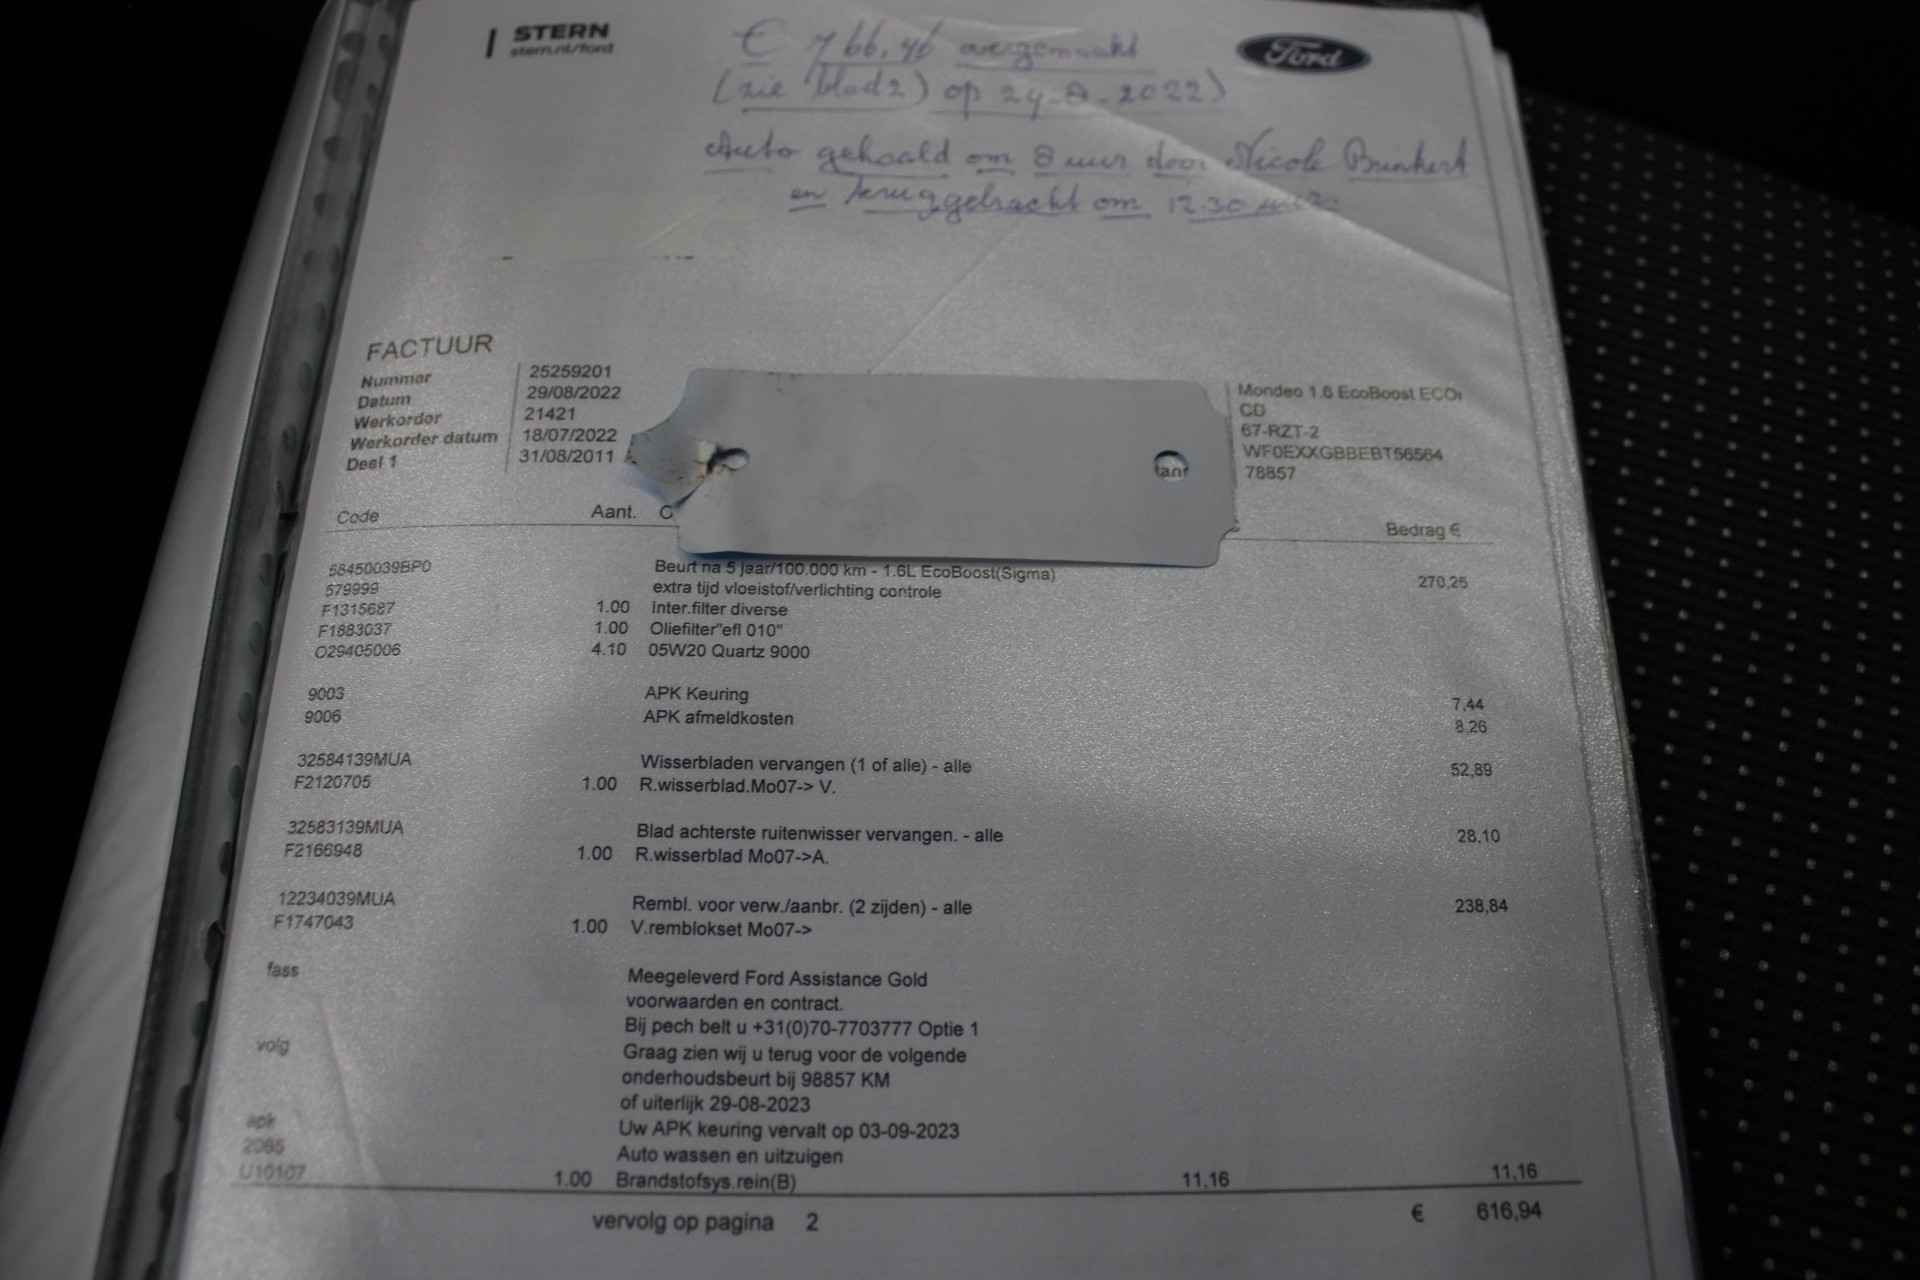 STERN
stern.nl/ford
Ford
€ 766,46 overgemaakt
(zie blad 2) op 24-8-2022)
Auto gehaald om 8 uur door Nicole
en teruggebracht om 12.30 uur.
FACTUUR
Nummer 25259201
Datum 29/08/2022
Werkorder 21421
Werkorder datum 18/07/2022
Deel 1 31/08/2011
Mondeo 1.6 EcoBoost
CD
67-RZT-2
WF0EXXGBBEBT56564
78857
Code Aant. Bedrag €
58450039BP0 Beurt na 5 jaar/100.000 km - 1.6L EcoBoost(Sigma) 270,25
579999 extra tijd vloeistof/verlichting controle
F1315687 1.00 Inter.filter diverse
F1883037 1.00 Oliefilter"efl 010"
O29405006 4.10 05W20 Quartz 9000
9003 APK Keuring 7,44
9006 APK afmeldkosten 8,26
32584139MUA Wisserbladen vervangen (1 of alle) - alle 52,89
F2120705 1.00 R.wisserblad.Mo07-> V.
32583139MUA Blad achterste ruitenwisser vervangen. - alle 28,10
F2166948 1.00 R.wisserblad Mo07->A.
12234039MUA Rembl. voor verw./aanbr. (2 zijden) - alle 238,84
F1747043 1.00 V.remblokset Mo07->
fass Meegeleverd Ford Assistance Gold
voorwaarden en contract.
Bij pech belt u +31(0)70-7703777 Optie 1
volg Graag zien wij u terug voor de volgende
onderhoudsbeurt bij 98857 KM
of uiterlijk 29-08-2023
apk Uw APK keuring vervalt op 03-09-2023
2085 Auto wassen en uitzuigen
U10107 1.00 Brandstofsys.rein(B) 11,16 11,16
vervolg op pagina 2 € 616,94